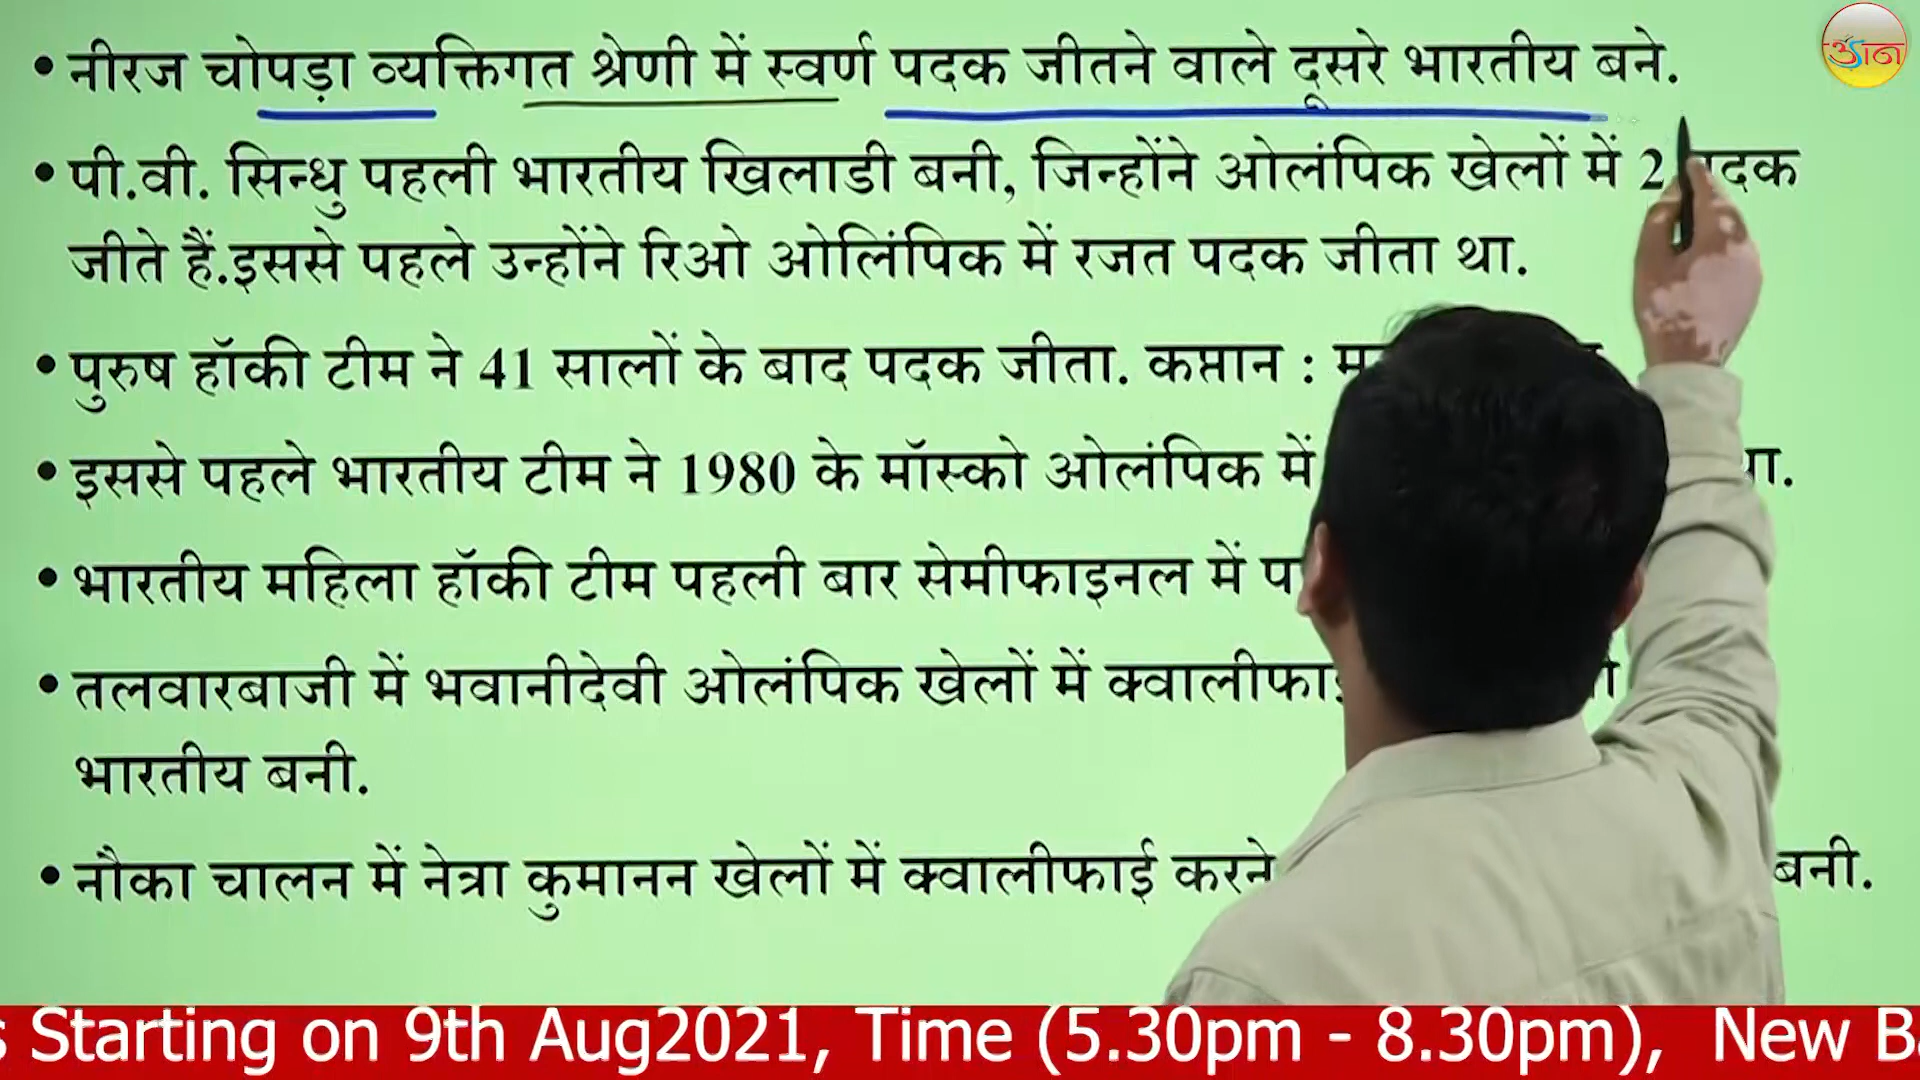 • नीरज चोपड़ा व्यक्तिगत श्रेणी में स्वर्ण पदक जीतने वाले दूसरे भारतीय बने.
• पी.वी. सिन्धु पहली भारतीय खिलाडी बनी, जिन्होंने ओलंपिक खेलों में 2
जीते हैं.इससे पहले उन्होंने रिओ ओलिंपिक में रजत पदक जीता था.
• पुरुष हॉकी टीम ने 41 सालों के बाद पदक जीता. कप्तान :
• इससे पहले भारतीय टीम ने 1980 के मॉस्को ओलंपिक में
• भारतीय महिला हॉकी टीम पहली बार सेमीफाइनल में
• तलवारबाजी में भवानीदेवी ओलंपिक खेलों में
भारतीय बनी.
• नौका चालन में नेत्रा कुमानन खेलों में क्वालीफाई करने बनी.
Starting on 9th Aug2021, Time (5.30pm - 8.30pm), New